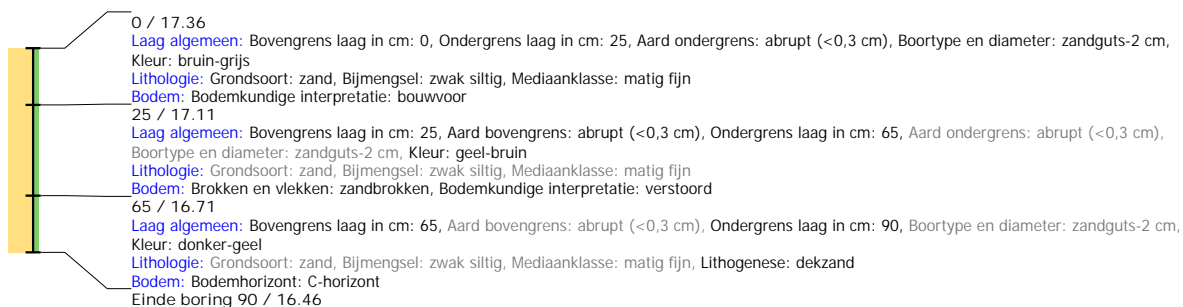 0 / 17.36
Laag algemeen: Bovengrens laag in cm: 0, Ondergrens laag in cm: 25, Aard ondergrens: abrupt (<0,3 cm), Boortype en diameter: zandguts-2 cm,
Kleur: bruin-grijs
Lithologie: Grondsoort: zand, Bijmengsel: zwak siltig, Mediaanklasse: matig fijn
Bodem: Bodemkundige interpretatie: bouwvoor
25 / 17.11
Laag algemeen: Bovengrens laag in cm: 25, Aard bovengrens: abrupt (<0,3 cm), Ondergrens laag in cm: 65, Aard ondergrens: abrupt (<0,3 cm),
Boortype en diameter: zandguts-2 cm, Kleur: geel-bruin
Lithologie: Grondsoort: zand, Bijmengsel: zwak siltig, Mediaanklasse: matig fijn
Bodem: Brokken en vlekken: zandbrokken, Bodemkundige interpretatie: verstoord
65 / 16.71
Laag algemeen: Bovengrens laag in cm: 65, Aard bovengrens: abrupt (<0,3 cm), Ondergrens laag in cm: 90, Boortype en diameter: zandguts-2 cm,
Kleur: donker-geel
Lithologie: Grondsoort: zand, Bijmengsel: zwak siltig, Mediaanklasse: matig fijn, Lithogenese: dekzand
Bodem: Bodemhorizont: C-horizont
Einde boring 90 / 16.46